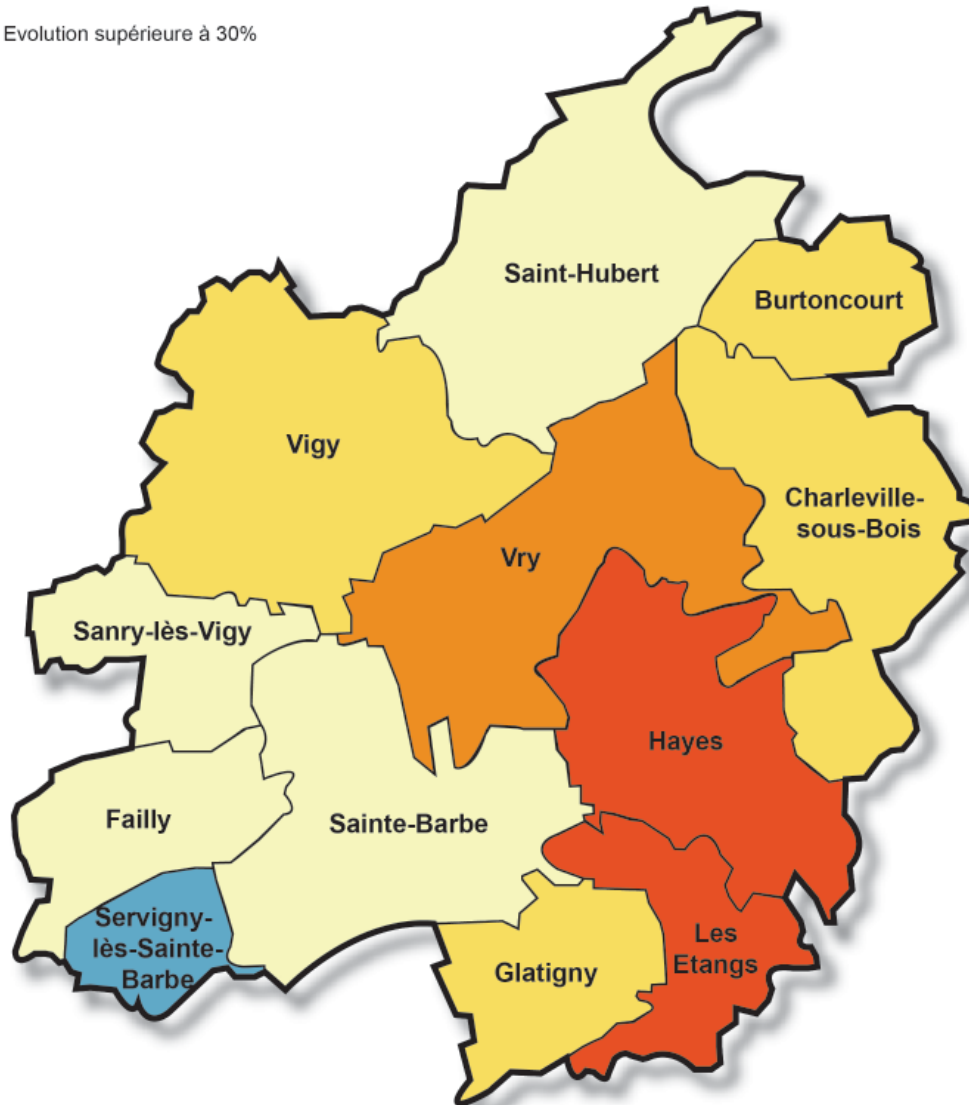 Evolution supérieure à 30%
Saint-Hubert
Burtoncourt
Vigy
Charleville-
sous-Bois
Vry
Sanry-lès-Vigy
Hayes
Failly
Sainte-Barbe
Servigny-
lès-Sainte-
Barbe
Les
Etangs
Glatigny